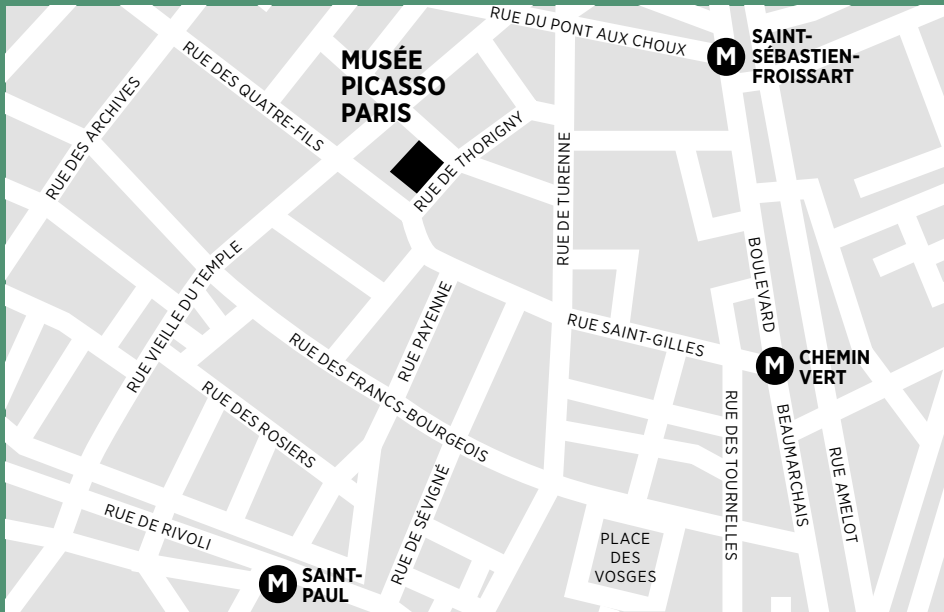 RUE DU PONT AUX CHOUX
M
SAINT-
SÉBASTIEN-
FROISSART
RUE DES QUATRE-FILS
MUSÉE
PICASSO
PARIS
RUE DES ARCHIVES
RUE DE THORIGNY
RUE DE TURENNE
RUE VIEILLE DU TEMPLE
BOULEVARD
RUE PAYENNE
RUE SAINT-GILLES
RUE DES FRANCS-BOURGEOIS
M
CHEMIN
VERT
RUE DES ROSIERS
RUE DES TOURNELLES
BEAUMARCHAIS
RUE AMELOT
RUE DE SÉVIGNÉ
RUE DE RIVOLI
PLACE
DES
VOSGES
M
SAINT-
PAUL